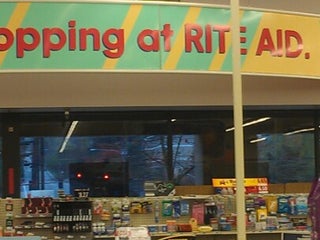 opping at RITE AID.